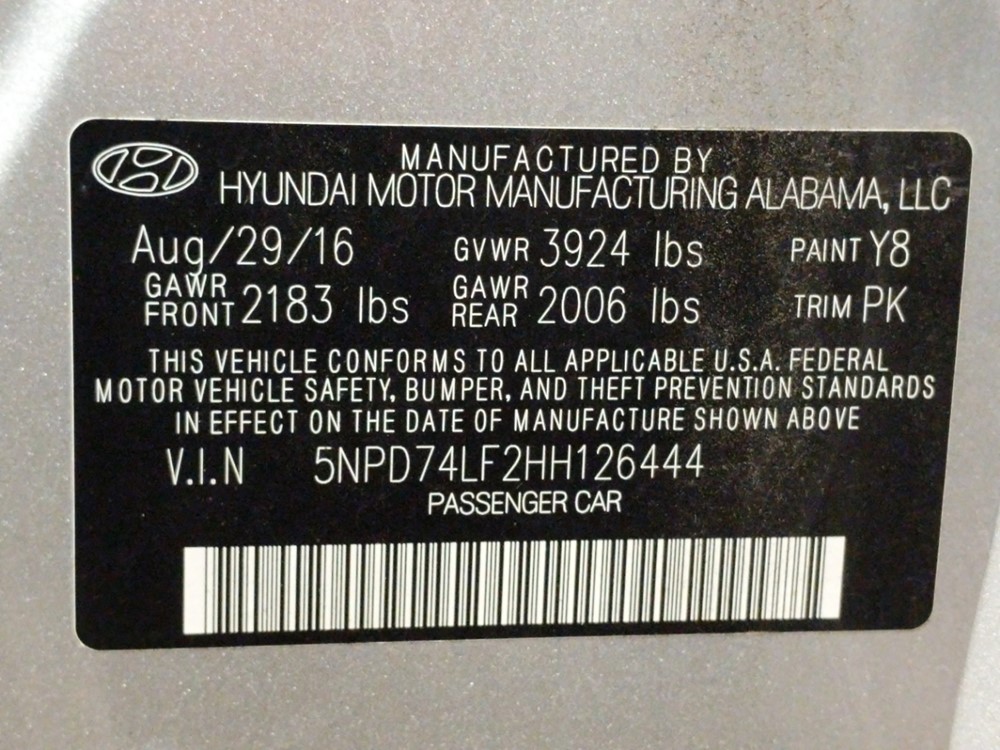 MANUFACTURED BY
HYUNDAI MOTOR MANUFACTURING ALABAMA, LLC
Aug/29/16 GVWR 3924 lbs PAINT Y8
GAWR FRONT 2183 lbs GAWR REAR 2006 lbs TRIM PK
THIS VEHICLE CONFORMS TO ALL APPLICABLE U.S.A. FEDERAL
MOTOR VEHICLE SAFETY, BUMPER, AND THEFT PREVENTION STANDARDS
IN EFFECT ON THE DATE OF MANUFACTURE SHOWN ABOVE
V.I.N 5NPD74LF2HH126444
PASSENGER CAR